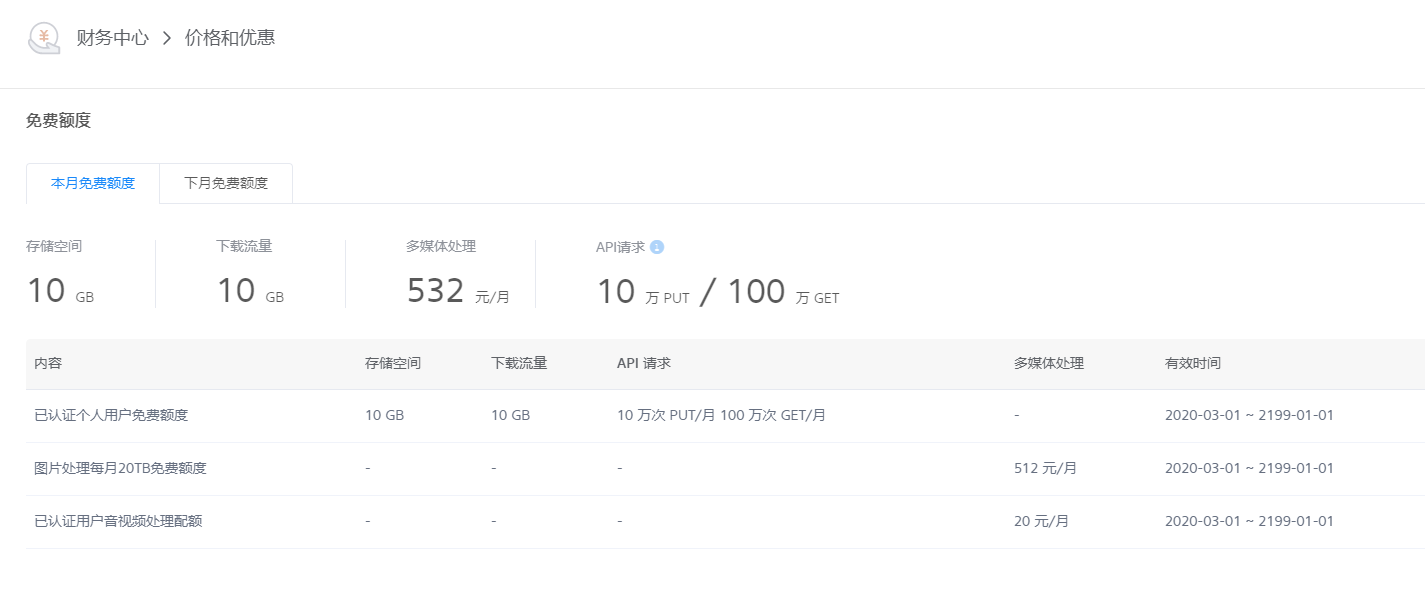 财务中心 > 价格和优惠
免费额度
本月免费额度 下月免费额度
存储空间 下载流量 多媒体处理 API请求
10 GB 10 GB 532 元/月 10 万 PUT / 100 万 GET
内容 存储空间 下载流量 API 请求 多媒体处理 有效时间
已认证个人用户免费额度 10 GB 10 GB 10 万次 PUT/月 100 万次 GET/月 - 2020-03-01 ~ 2199-01-01
图片处理每月20TB免费额度 - - - 512 元/月 2020-03-01 ~ 2199-01-01
已认证用户音视频处理配额 - - - 20 元/月 2020-03-01 ~ 2199-01-01